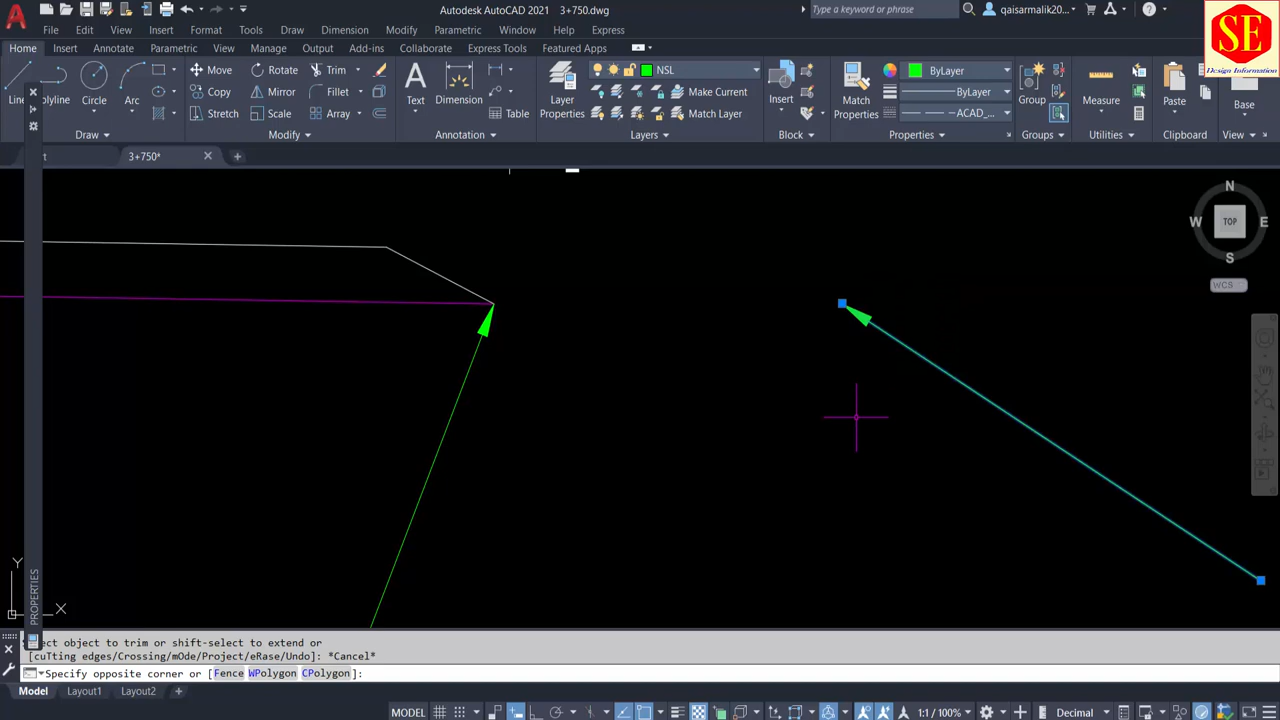 Autodesk AutoCAD 2021 3+750.dwg
Type a keyword or phrase
qaisarmalik20...
SE
Design Information
File Edit View Insert Format Tools Draw Dimension Modify Parametric Window Help Express
Home Insert Annotate Parametric View Manage Output Add-ins Collaborate Express Tools Featured Apps
Line Polyline Circle Arc
Move Rotate Trim
Copy Mirror Fillet
Stretch Scale Array
Text Dimension Table
Layer Properties
NSL
Make Current
Match Layer
Insert
Match Properties
ByLayer
ByLayer
ACAD_...
Group
Measure
Paste
Base
Draw Modify Annotation Layers Block Properties Groups Utilities Clipboard View
3+750*
N
W TOP E
S
WCS
Y
X
PROPERTIES
elect object to trim or shift-select to extend or
[cuTting edges/Crossing/mOde/Project/eRase/Undo]: *Cancel*
Specify opposite corner or [Fence WPolygon CPolygon]:
Model Layout1 Layout2 +
MODEL 1:1 / 100% Decimal